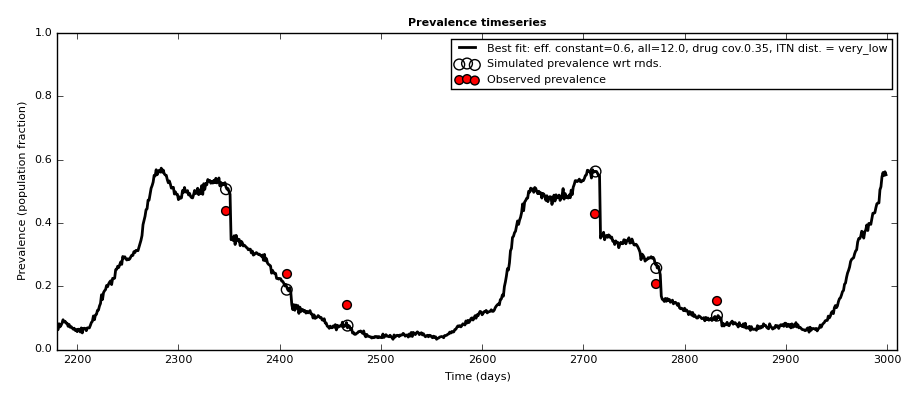 Prevalence timeseries
1.0
0.8
0.6
0.4
0.2
0.0
Prevalence (population fraction)
Best fit: eff. constant=0.6, all=12.0, drug cov.0.35, ITN dist. = very_low
Simulated prevalence wrt rnds.
Observed prevalence
2200 2300 2400 2500 2600 2700 2800 2900 3000
Time (days)